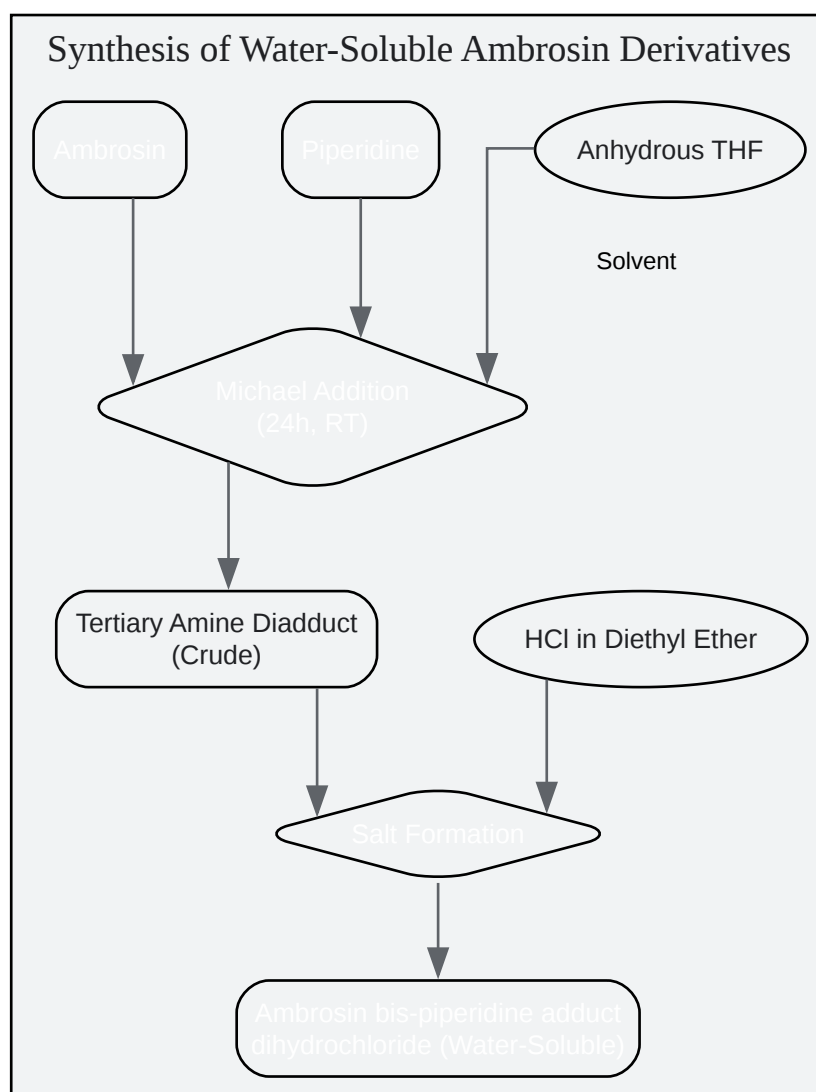 Synthesis of Water-Soluble Ambrosin Derivatives
Ambrosin
Piperidine
Anhydrous THF
Solvent
Michael Addition
(24h, RT)
Tertiary Amine Diadduct
(Crude)
HCl in Diethyl Ether
Salt Formation
Ambrosin bis-piperidine adduct
dihydrochloride (Water-Soluble)